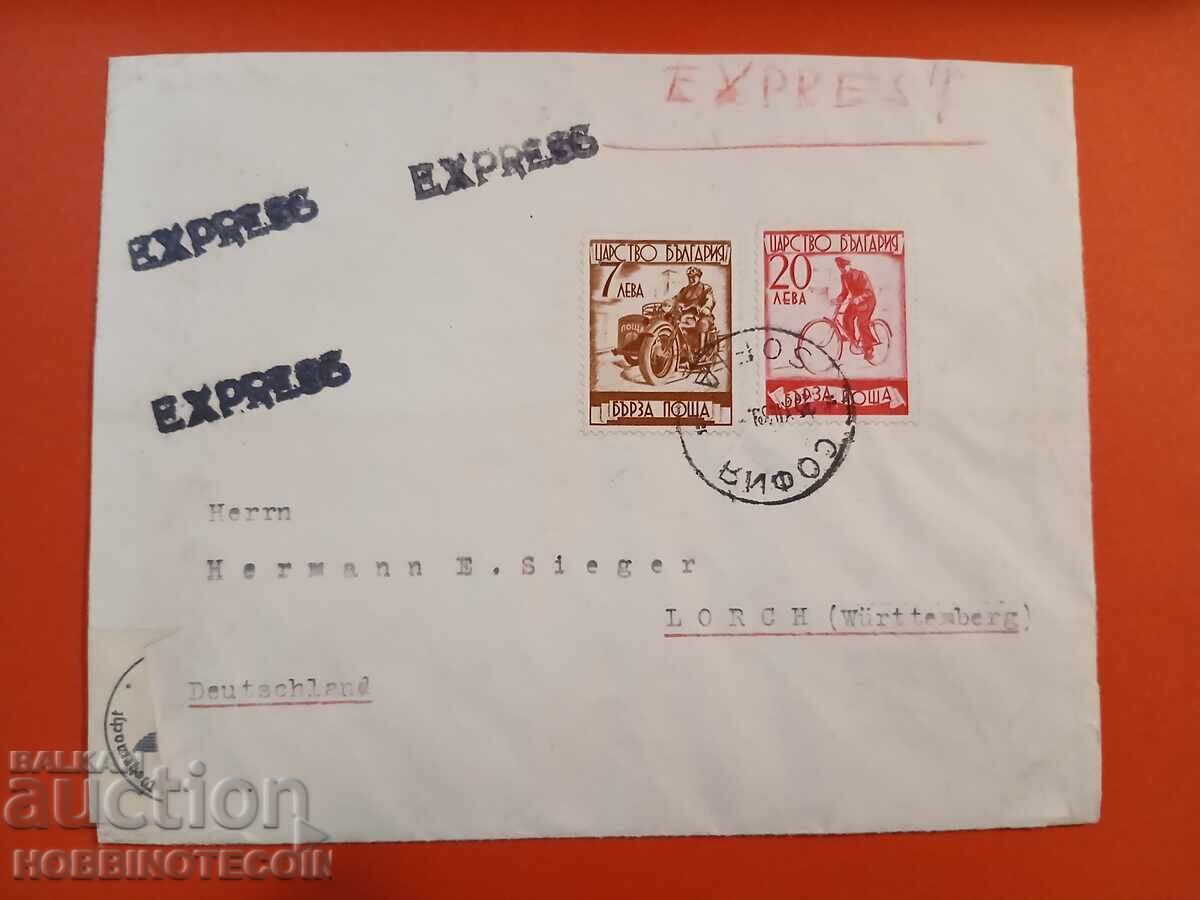 EXPRES
EXPRESS
EXPRESS
EXPRESS
ЦАРСТВО БЪЛГАРИЯ
7 ЛЕВА
ПОЩА
БЪРЗА ПОЩА
ЦАРСТВО БЪЛГАРИЯ
20 ЛЕВА
БЪРЗА ПОЩА
СОФИЯ
Herrn
Hermann E. Sieger
LORCH (Württemberg)
Deutschland
BALKAN
auction
HOBBINOTECOIN